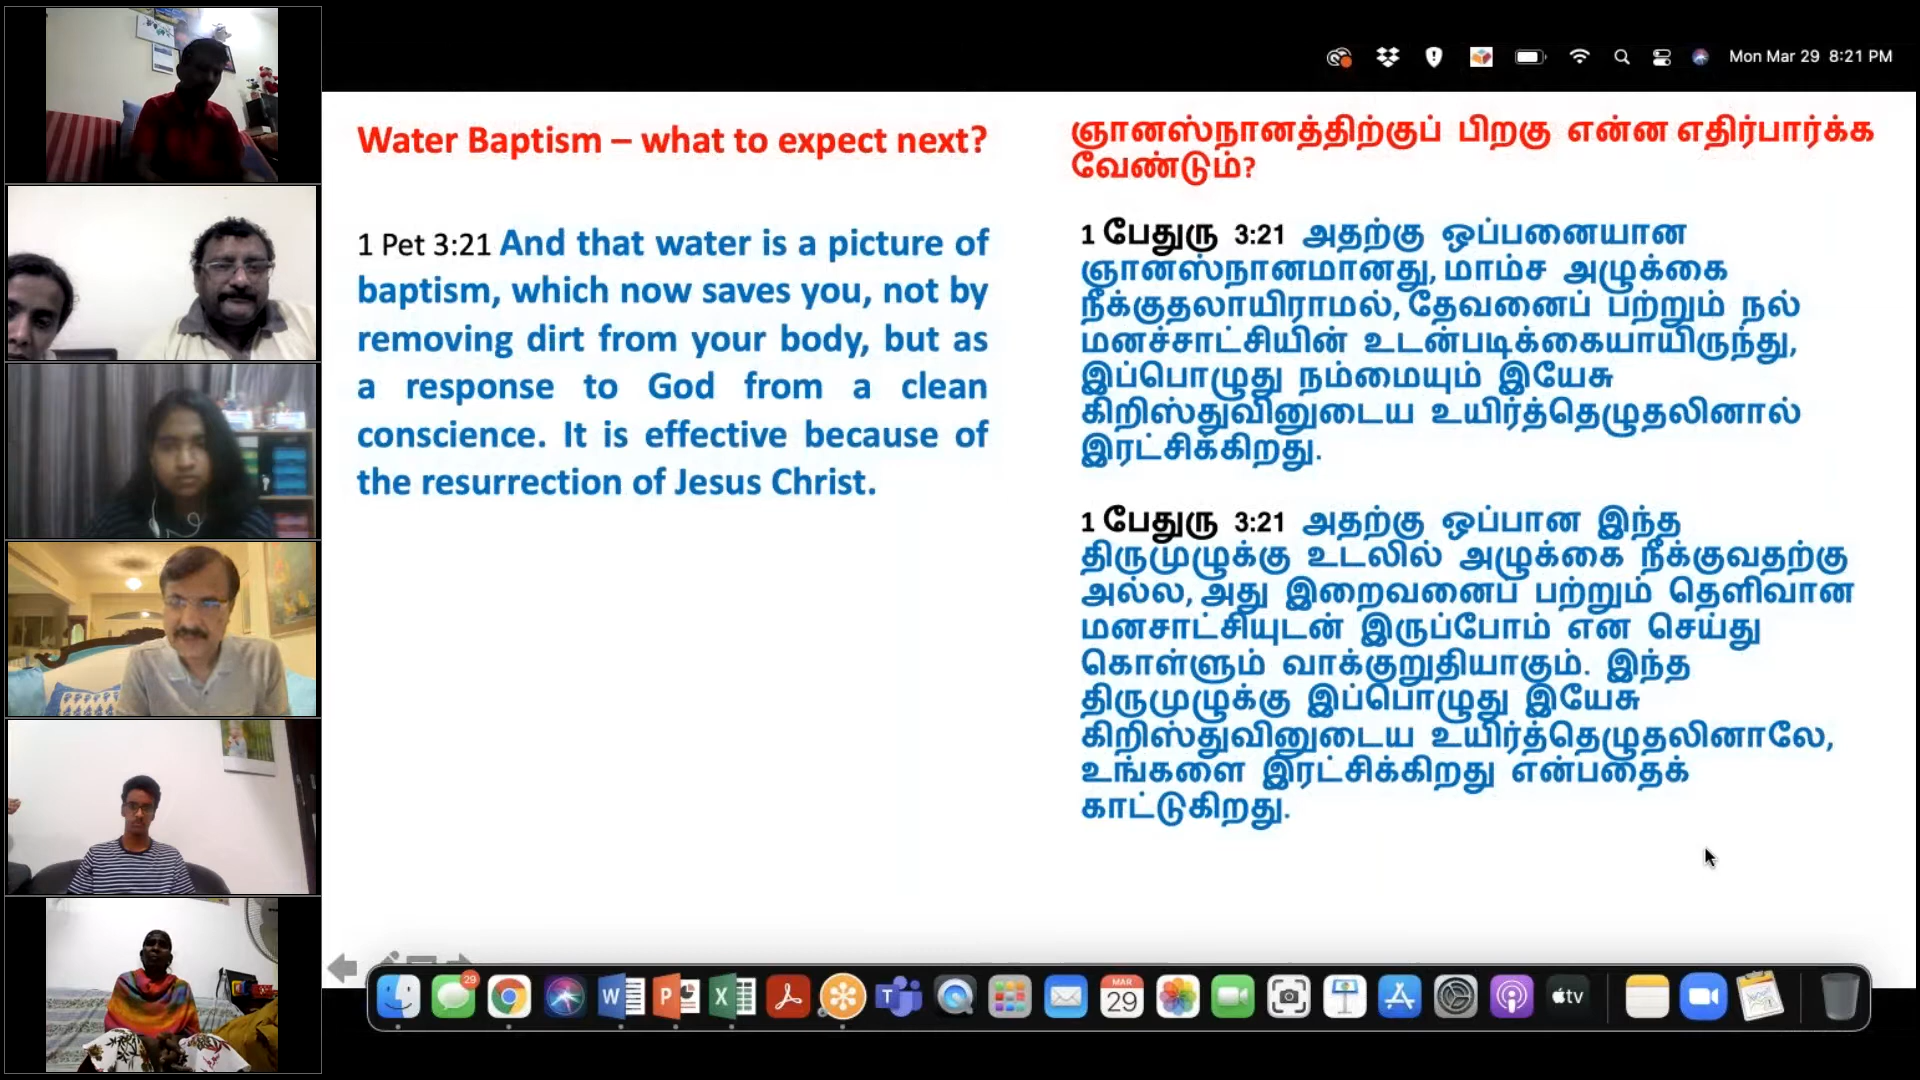 Mon Mar 29 8:21 PM
Water Baptism – what to expect next?
1 Pet 3:21 And that water is a picture of
baptism, which now saves you, not by
removing dirt from your body, but as
a response to God from a clean
conscience. It is effective because of
the resurrection of Jesus Christ.
ஞானஸ்நானத்திற்குப் பிறகு என்ன எதிர்பார்க்க
வேண்டும்?
1 பேதுரு 3:21 அதற்கு ஒப்பனையான
ஞானஸ்நானமானது, மாம்ச அழுக்கை
நீக்குதலாயிராமல், தேவனைப் பற்றும் நல்
மனச்சாட்சியின் உடன்படிக்கையாயிருந்து,
இப்பொழுது நம்மையும் இயேசு
கிறிஸ்துவினுடைய உயிர்த்தெழுதலினால்
இரட்சிக்கிறது.
1 பேதுரு 3:21 அதற்கு ஒப்பான இந்த
திருமுழுக்கு உடலில் அழுக்கை நீக்குவதற்கு
அல்ல, அது இறைவனைப் பற்றும் தெளிவான
மனசாட்சியுடன் இருப்போம் என செய்து
கொள்ளும் வாக்குறுதியாகும். இந்த
திருமுழுக்கு இப்பொழுது இயேசு
கிறிஸ்துவினுடைய உயிர்த்தெழுதலினாலே,
உங்களை இரட்சிக்கிறது என்பதைக்
காட்டுகிறது.
29
W
P
X
T
MAR
29
tv